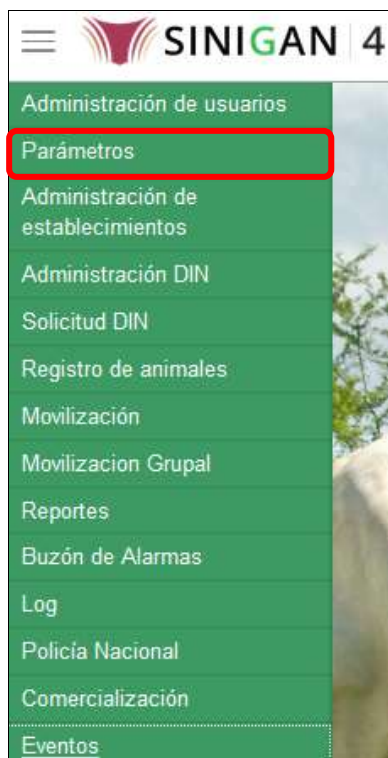 SINIGAN 4
Administración de usuarios
Parámetros
Administración de
establecimientos
Administración DIN
Solicitud DIN
Registro de animales
Movilización
Movilizacion Grupal
Reportes
Buzón de Alarmas
Log
Policía Nacional
Comercialización
Eventos